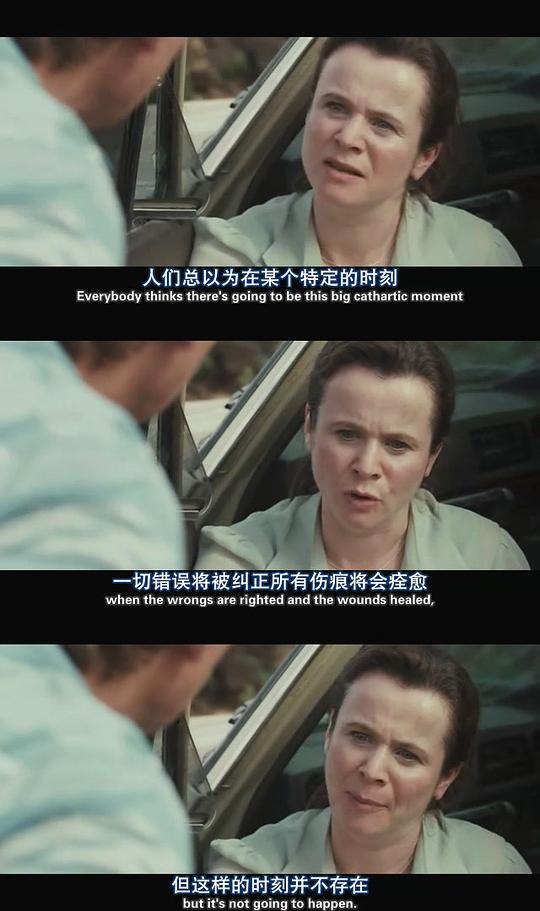 人们总以为在某个特定的时刻
Everybody thinks there's going to be this big cathartic moment
一切错误将被纠正所有伤痕将会痊愈
when the wrongs are righted and the wounds healed,
但这样的时刻并不存在
but it's not going to happen.